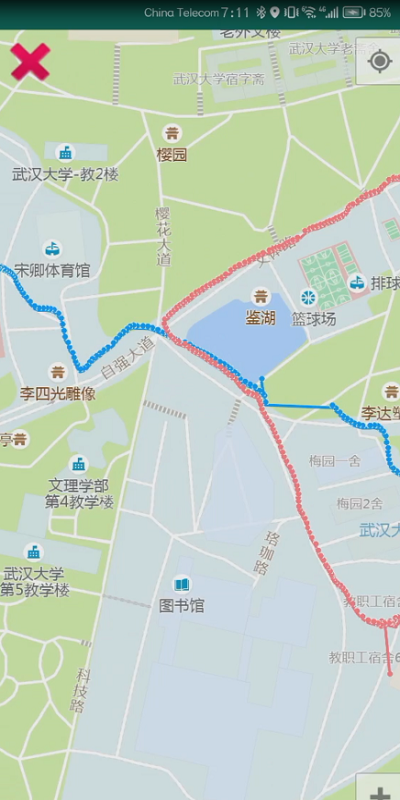 China Telecom 7:11
85%
老外文楼
武汉大学宿字斋
樱园
武汉大学-教2楼
樱花大道
宋卿体育馆
排球
鉴湖
篮球场
自强大道
李四光雕像
李达塑
亭
梅园一舍
文理学部
第4教学楼
梅园2舍
武汉大
珞珈路
武汉大学
第5教学楼
图书馆
教职工宿舍
教职工宿舍6
科技路